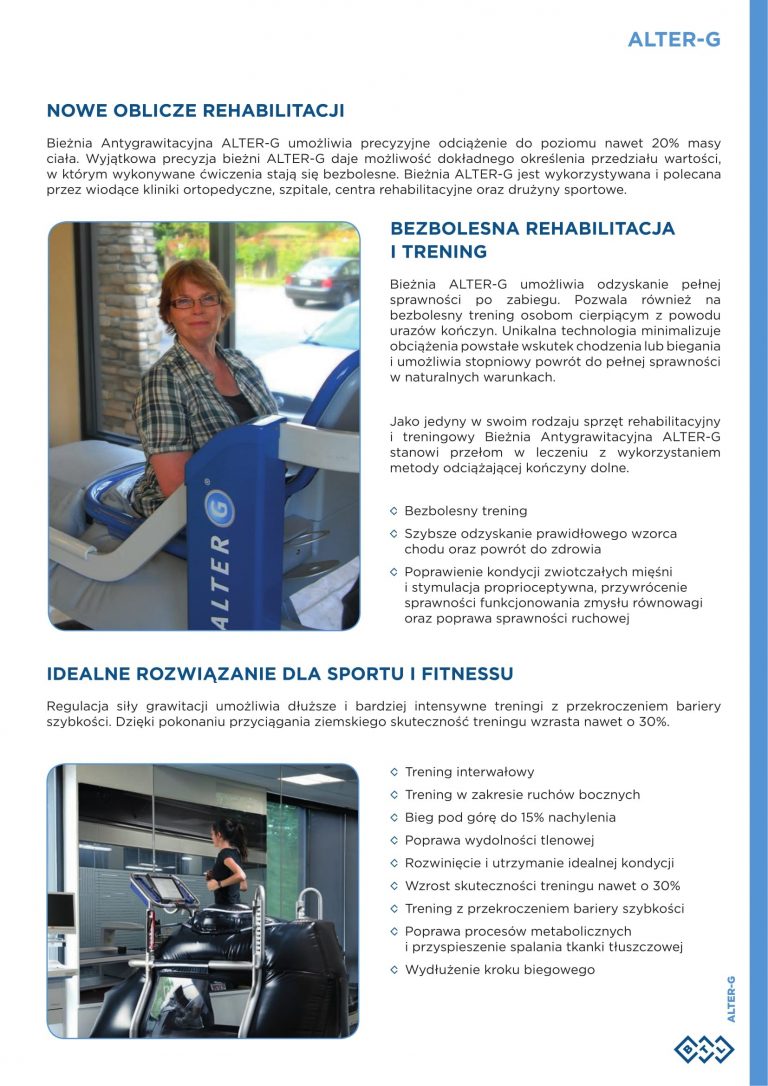 ALTER-G
NOWE OBLICZE REHABILITACJI
Bieżnia Antygrawitacyjna ALTER-G umożliwia precyzyjne odciążenie do poziomu nawet 20% masy
ciała. Wyjątkowa precyzja bieżni ALTER-G daje możliwość dokładnego określenia przedziału wartości,
w którym wykonywane ćwiczenia stają się bezbolesne. Bieżnia ALTER-G jest wykorzystywana i polecana
przez wiodące kliniki ortopedyczne, szpitale, centra rehabilitacyjne oraz drużyny sportowe.
ALTER G
®
BEZBOLESNA REHABILITACJA
I TRENING
Bieżnia ALTER-G umożliwia odzyskanie pełnej
sprawności po zabiegu. Pozwala również na
bezbolesny trening osobom cierpiącym z powodu
urazów kończyn. Unikalna technologia minimalizuje
obciążenia powstałe wskutek chodzenia lub biegania
i umożliwia stopniowy powrót do pełnej sprawności
w naturalnych warunkach.
Jako jedyny w swoim rodzaju sprzęt rehabilitacyjny
i treningowy Bieżnia Antygrawitacyjna ALTER-G
stanowi przełom w leczeniu z wykorzystaniem
metody odciążającej kończyny dolne.
Bezbolesny trening
Szybsze odzyskanie prawidłowego wzorca
chodu oraz powrót do zdrowia
Poprawienie kondycji zwiotczałych mięśni
i stymulacja proprioceptywna, przywrócenie
sprawności funkcjonowania zmysłu równowagi
oraz poprawa sprawności ruchowej
IDEALNE ROZWIĄZANIE DLA SPORTU I FITNESSU
Regulacja siły grawitacji umożliwia dłuższe i bardziej intensywne treningi z przekroczeniem bariery
szybkości. Dzięki pokonaniu przyciągania ziemskiego skuteczność treningu wzrasta nawet o 30%.
Trening interwałowy
Trening w zakresie ruchów bocznych
Bieg pod górę do 15% nachylenia
Poprawa wydolności tlenowej
Rozwinięcie i utrzymanie idealnej kondycji
Wzrost skuteczności treningu nawet o 30%
Trening z przekroczeniem bariery szybkości
Poprawa procesów metabolicznych
i przyspieszenie spalania tkanki tłuszczowej
Wydłużenie kroku biegowego
ALTER-G
BTL